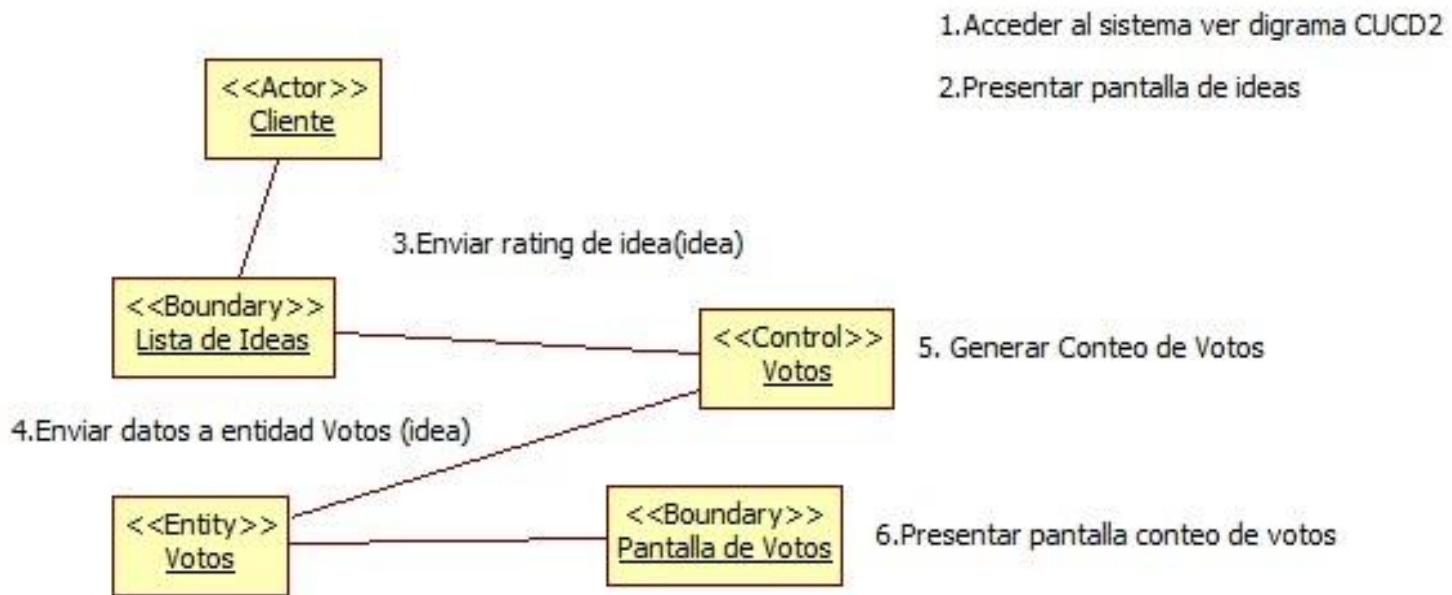 1.Acceder al sistema ver digrama CUCD2
2.Presentar pantalla de ideas
<<Actor>>
Cliente
3.Enviar rating de idea(idea)
<<Boundary>>
Lista de Ideas
<<Control>>
Votos
5. Generar Conteo de Votos
4.Enviar datos a entidad Votos (idea)
<<Entity>>
Votos
<<Boundary>>
Pantalla de Votos
6.Presentar pantalla conteo de votos